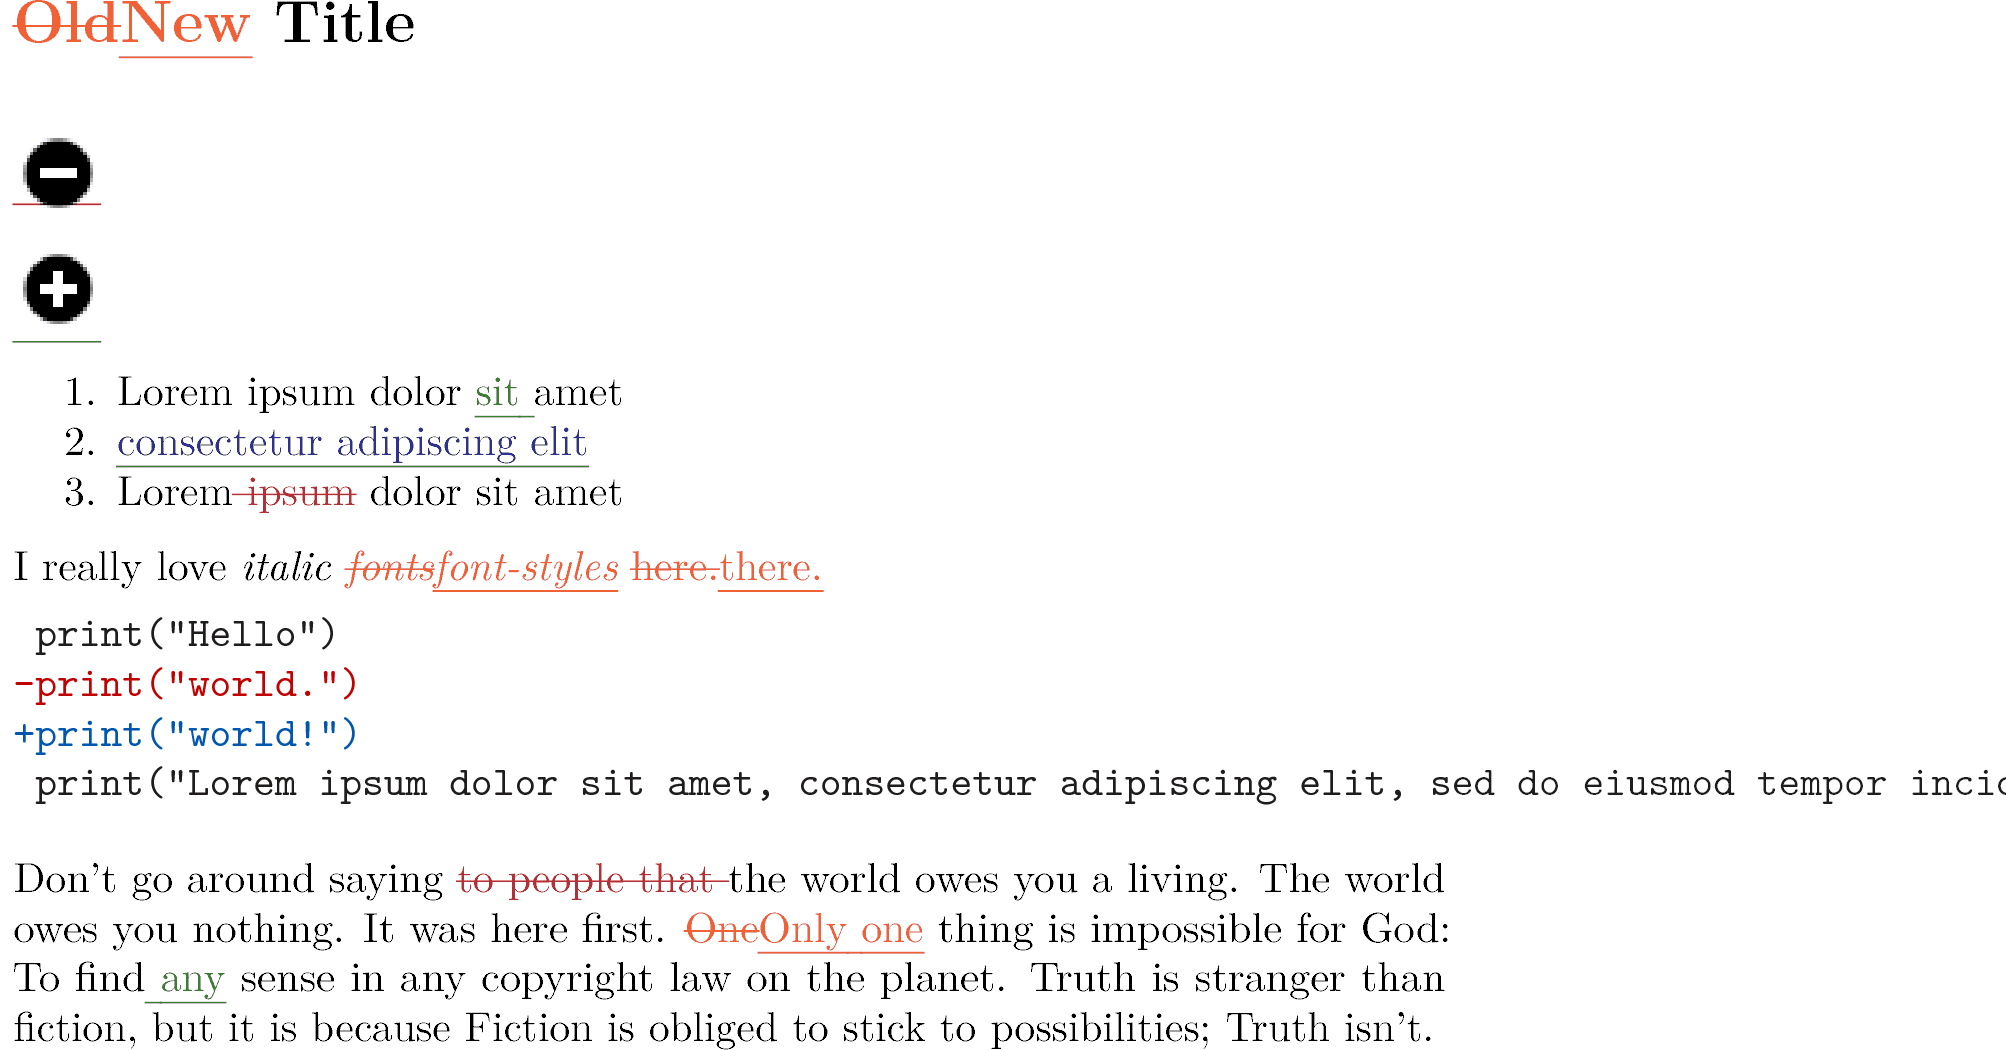 OldNew Title
1. Lorem ipsum dolor sit amet
2. consectetur adipiscing elit
3. Lorem ipsum dolor sit amet
I really love italic fontsfont-styles here.there.
 print("Hello")
-print("world.")
+print("world!")
 print("Lorem ipsum dolor sit amet, consectetur adipiscing elit, sed do eiusmod tempor
Don't go around saying to people that the world owes you a living. The world
owes you nothing. It was here first. OneOnly one thing is impossible for God:
To find any sense in any copyright law on the planet. Truth is stranger than
fiction, but it is because Fiction is obliged to stick to possibilities; Truth isn't.